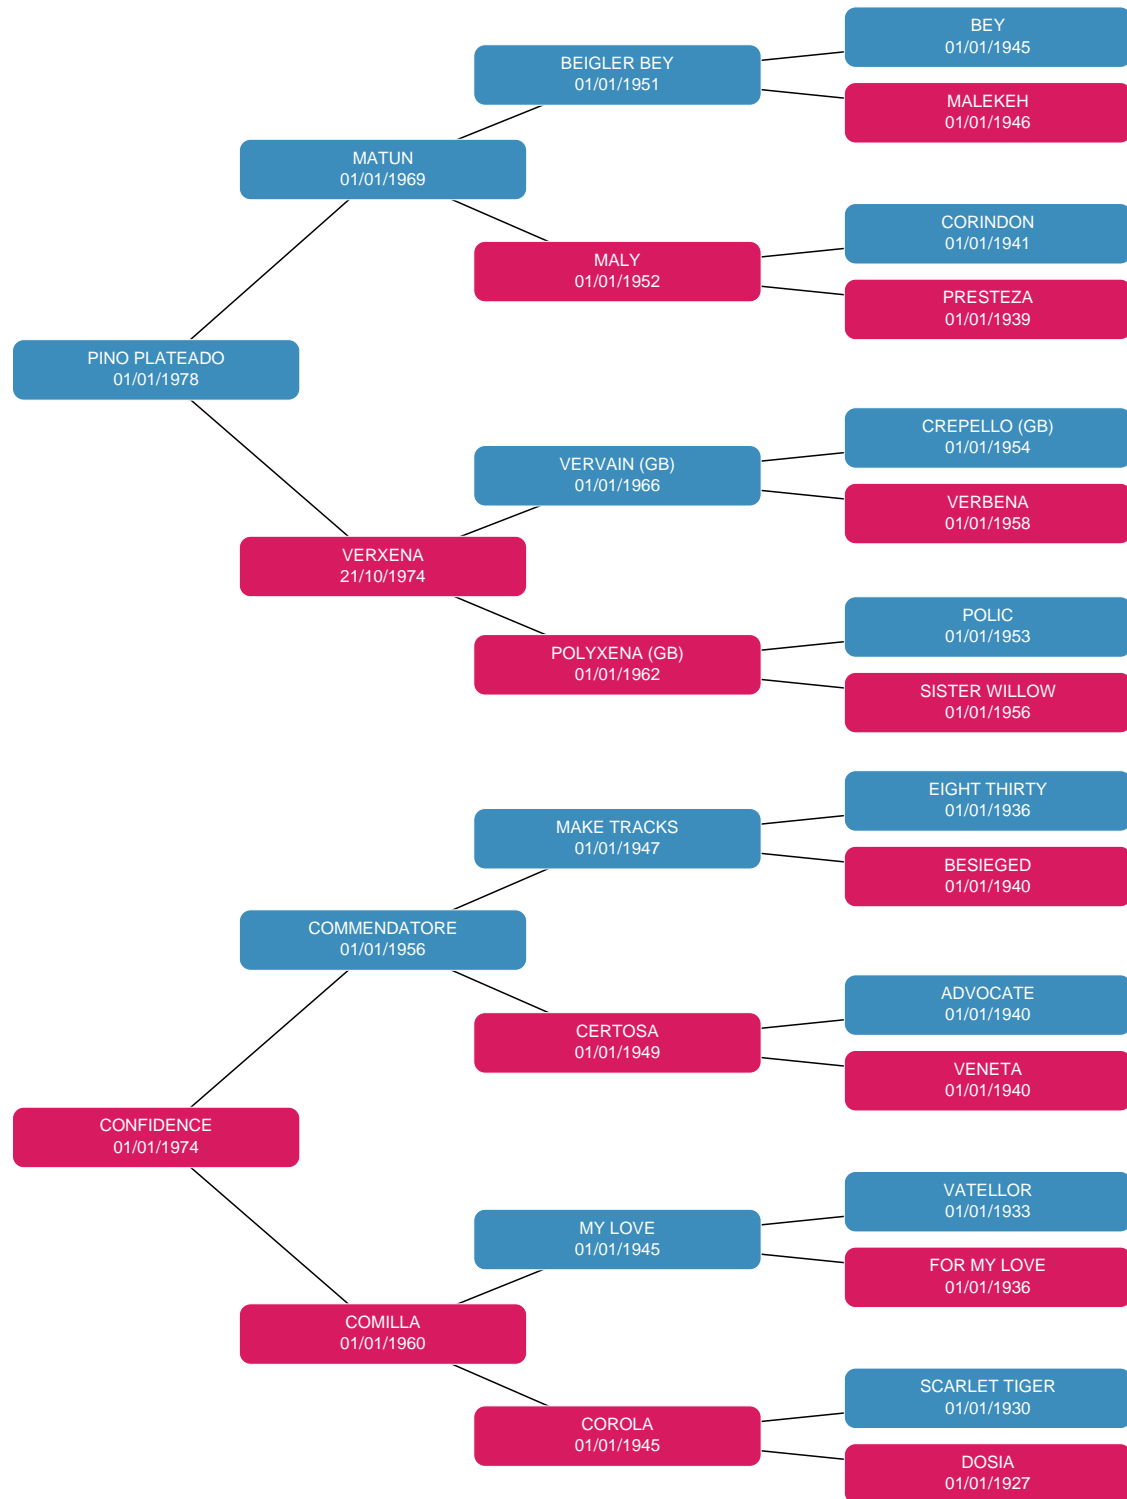 BEY
01/01/1945
BEIGLER BEY
01/01/1951
MALEKEH
01/01/1946
MATUN
01/01/1969
CORINDON
01/01/1941
MALY
01/01/1952
PRESTEZA
01/01/1939
PINO PLATEADO
01/01/1978
CREPELLO (GB)
01/01/1954
VERVAIN (GB)
01/01/1966
VERBENA
01/01/1958
VERXENA
21/10/1974
POLIC
01/01/1953
POLYXENA (GB)
01/01/1962
SISTER WILLOW
01/01/1956
EIGHT THIRTY
01/01/1936
MAKE TRACKS
01/01/1947
BESIEGED
01/01/1940
COMMENDATORE
01/01/1956
ADVOCATE
01/01/1940
CERTOSA
01/01/1949
VENETA
01/01/1940
CONFIDENCE
01/01/1974
VATELLOR
01/01/1933
MY LOVE
01/01/1945
FOR MY LOVE
01/01/1936
COMILLA
01/01/1960
SCARLET TIGER
01/01/1930
COROLA
01/01/1945
DOSIA
01/01/1927